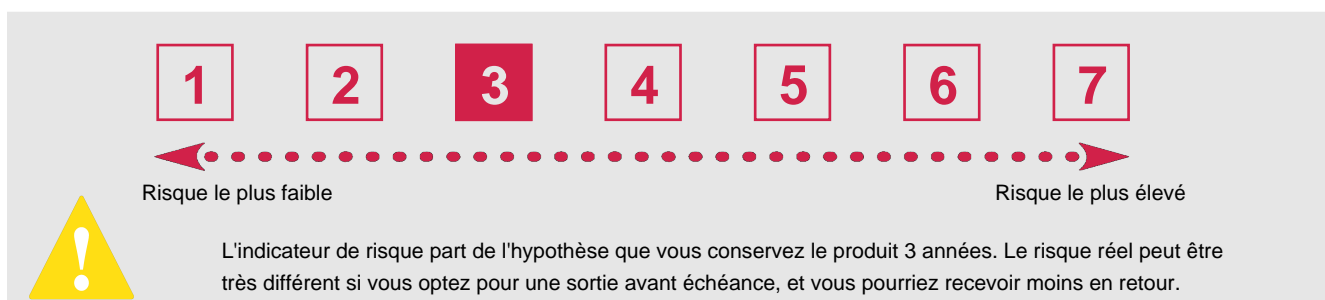 1 2 3 4 5 6 7
Risque le plus faible Risque le plus élevé
L'indicateur de risque part de l'hypothèse que vous conservez le produit 3 années. Le risque réel peut être
très différent si vous optez pour une sortie avant échéance, et vous pourriez recevoir moins en retour.